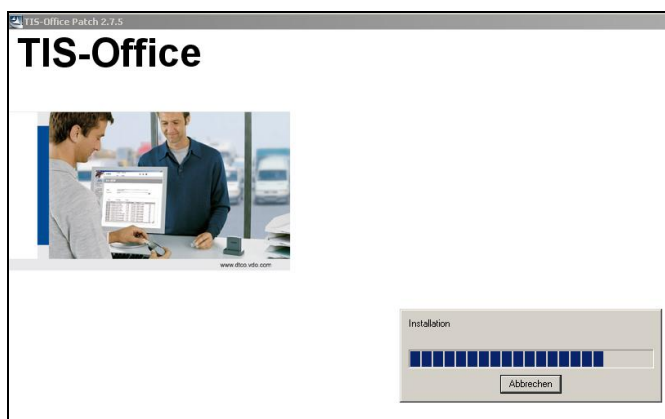 TIS-Office Patch 2.7.5
TIS-Office
www.dtco.vdo.com
Installation
Abbrechen